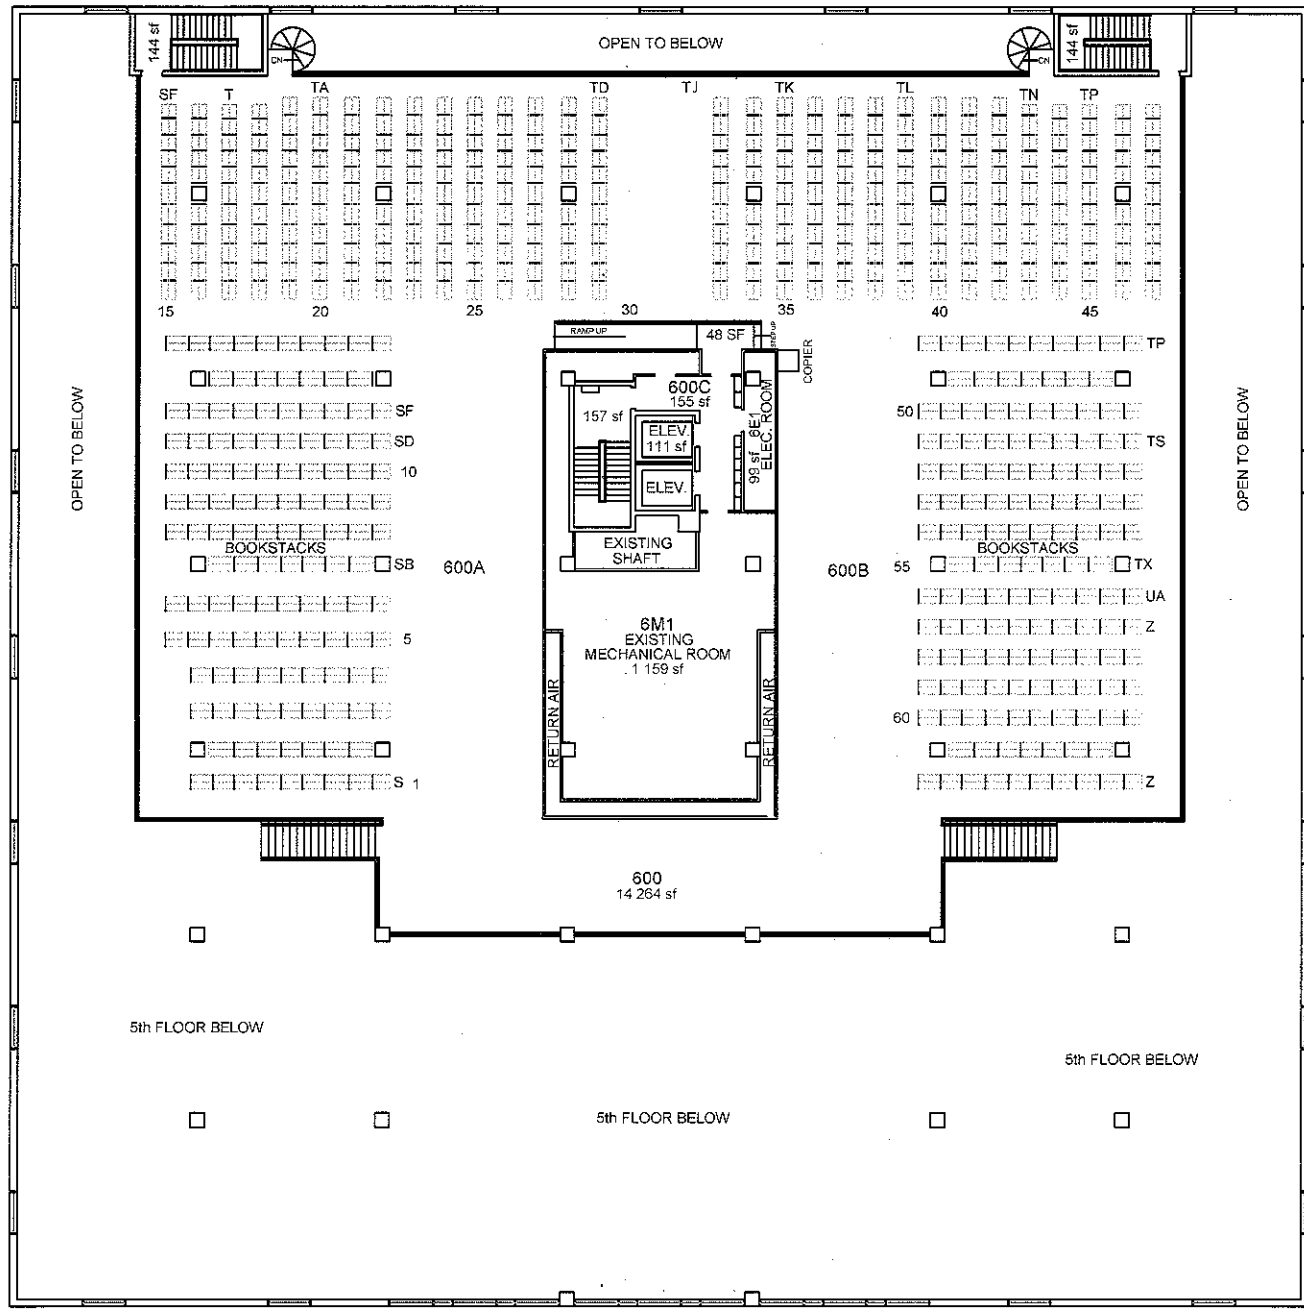 144 sf
CN
OPEN TO BELOW
CN
144 sf
SF
T
TA
TD
TJ
TK
TL
TN
TP
15
20
25
30
35
40
45
RAMP UP
48 SF
STEP UP
COPIER
TP
600C
155 sf
157 sf
ELEV.
111 sf
ELEV.
99 sf
6E1
ELEC. ROOM
SF
SD
10
50
TS
OPEN TO BELOW
OPEN TO BELOW
EXISTING
SHAFT
BOOKSTACKS
SB
600A
600B
55
BOOKSTACKS
TX
UA
Z
5
6M1
EXISTING
MECHANICAL ROOM
1 159 sf
RETURN AIR
RETURN AIR
60
S 1
Z
600
14 264 sf
5th FLOOR BELOW
5th FLOOR BELOW
5th FLOOR BELOW